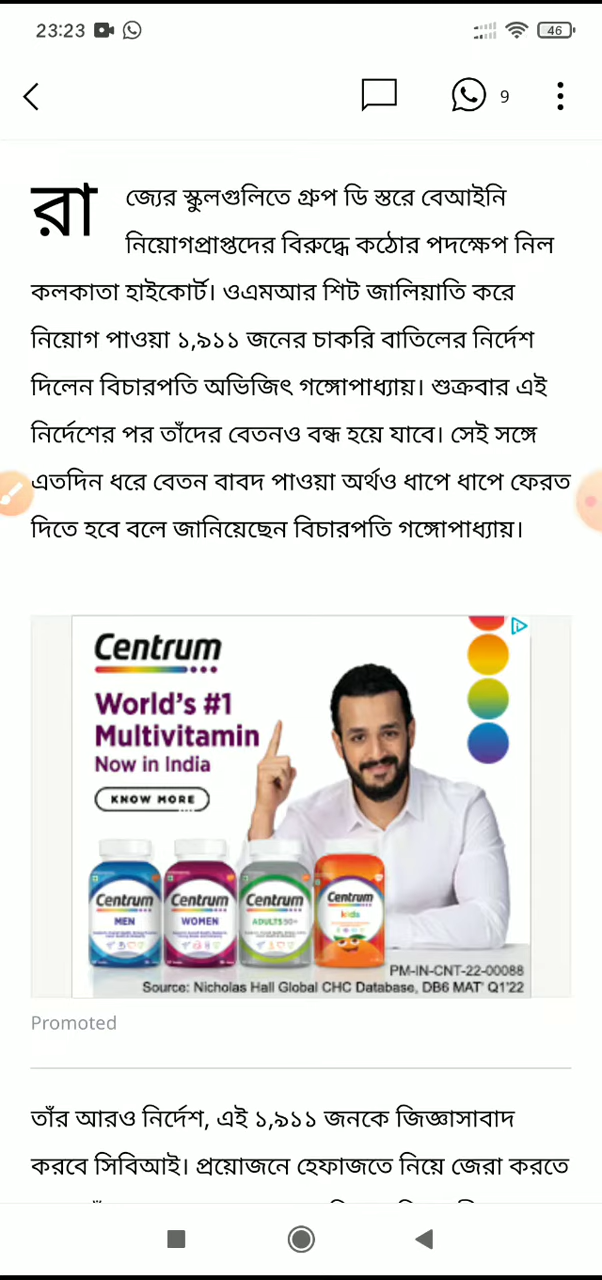 23:23
46
9
রাজ্যের স্কুলগুলিতে গ্রুপ ডি স্তরে বেআইনি
নিয়োগপ্রাপ্তদের বিরুদ্ধে কঠোর পদক্ষেপ নিল
কলকাতা হাইকোর্ট। ওএমআর শিট জালিয়াতি করে
নিয়োগ পাওয়া ১,৯১১ জনের চাকরি বাতিলের নির্দেশ
দিলেন বিচারপতি অভিজিৎ গঙ্গোপাধ্যায়। শুক্রবার এই
নির্দেশের পর তাঁদের বেতনও বন্ধ হয়ে যাবে। সেই সঙ্গে
এতদিন ধরে বেতন বাবদ পাওয়া অর্থও ধাপে ধাপে ফেরত
দিতে হবে বলে জানিয়েছেন বিচারপতি গঙ্গোপাধ্যায়।
Centrum
World's #1
Multivitamin
Now in India
KNOW MORE
Centrum Centrum Centrum Centrum
MEN WOMEN ADULTS 50+ kids
PM-IN-CNT-22-00088
Source: Nicholas Hall Global CHC Database, DB6 MAT' Q1'22
Promoted
তাঁর আরও নির্দেশ, এই ১,৯১১ জনকে জিজ্ঞাসাবাদ
করবে সিবিআই। প্রয়োজনে হেফাজতে নিয়ে জেরা করতে